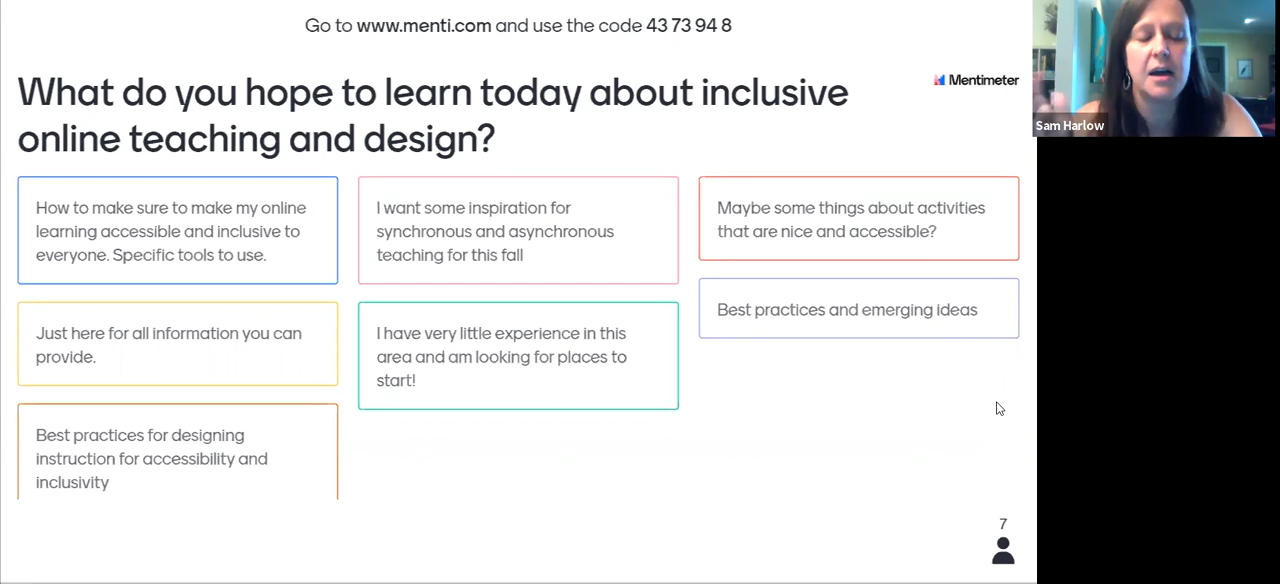 Go to www.menti.com and use the code 43 73 94 8
What do you hope to learn today about inclusive
online teaching and design?
Mentimeter
Sam Harlow
How to make sure to make my online
learning accessible and inclusive to
everyone. Specific tools to use.
I want some inspiration for
synchronous and asynchronous
teaching for this fall
Maybe some things about activities
that are nice and accessible?
Just here for all information you can
provide.
I have very little experience in this
area and am looking for places to
start!
Best practices and emerging ideas
Best practices for designing
instruction for accessibility and
inclusivity
7